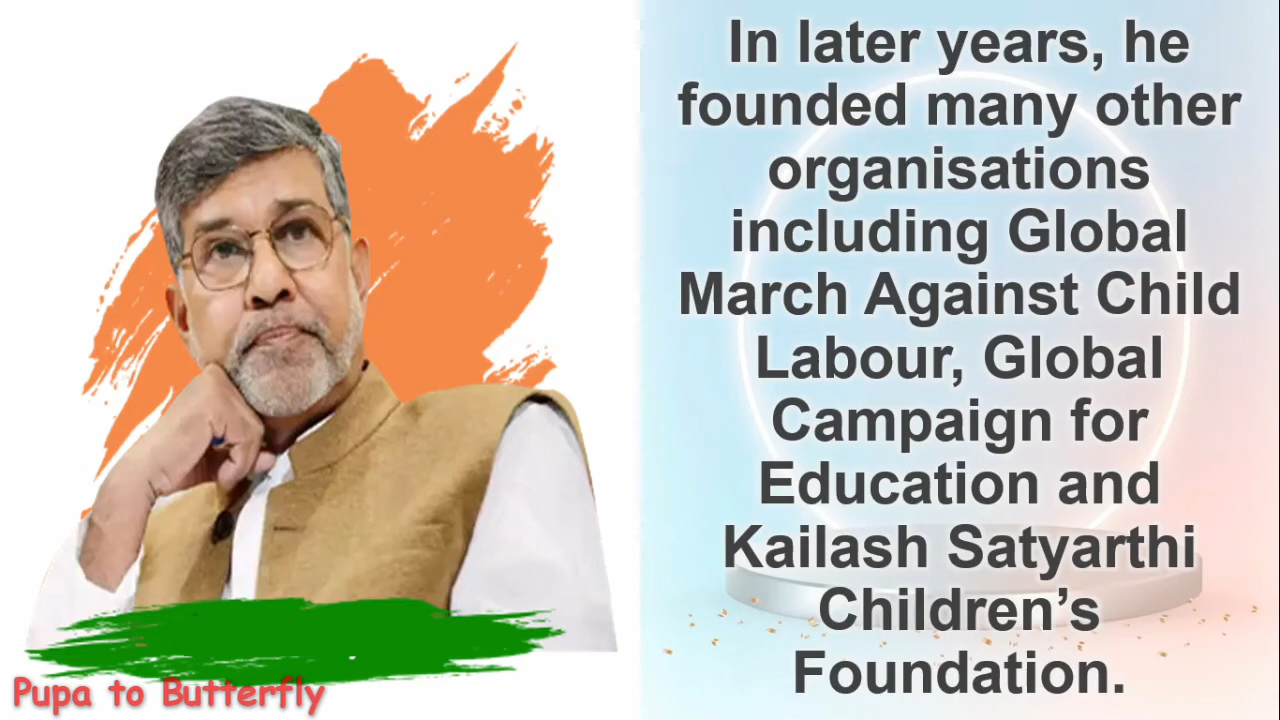 In later years, he
founded many other
organisations
including Global
March Against Child
Labour, Global
Campaign for
Education and
Kailash Satyarthi
Children’s
Foundation.
Pupa to Butterfly